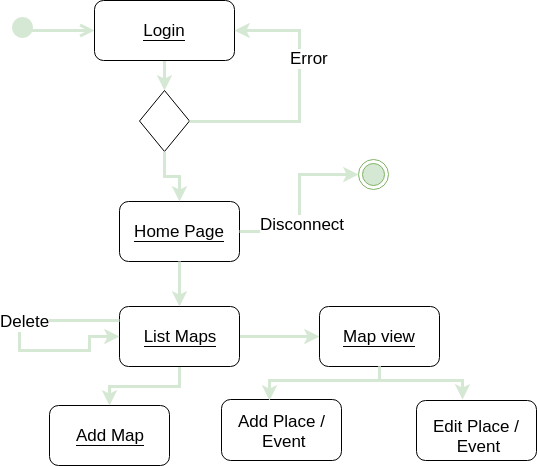 Login
Error
Home Page
Disconnect
Delete
List Maps
Map view
Add Map
Add Place /
Event
Edit Place /
Event